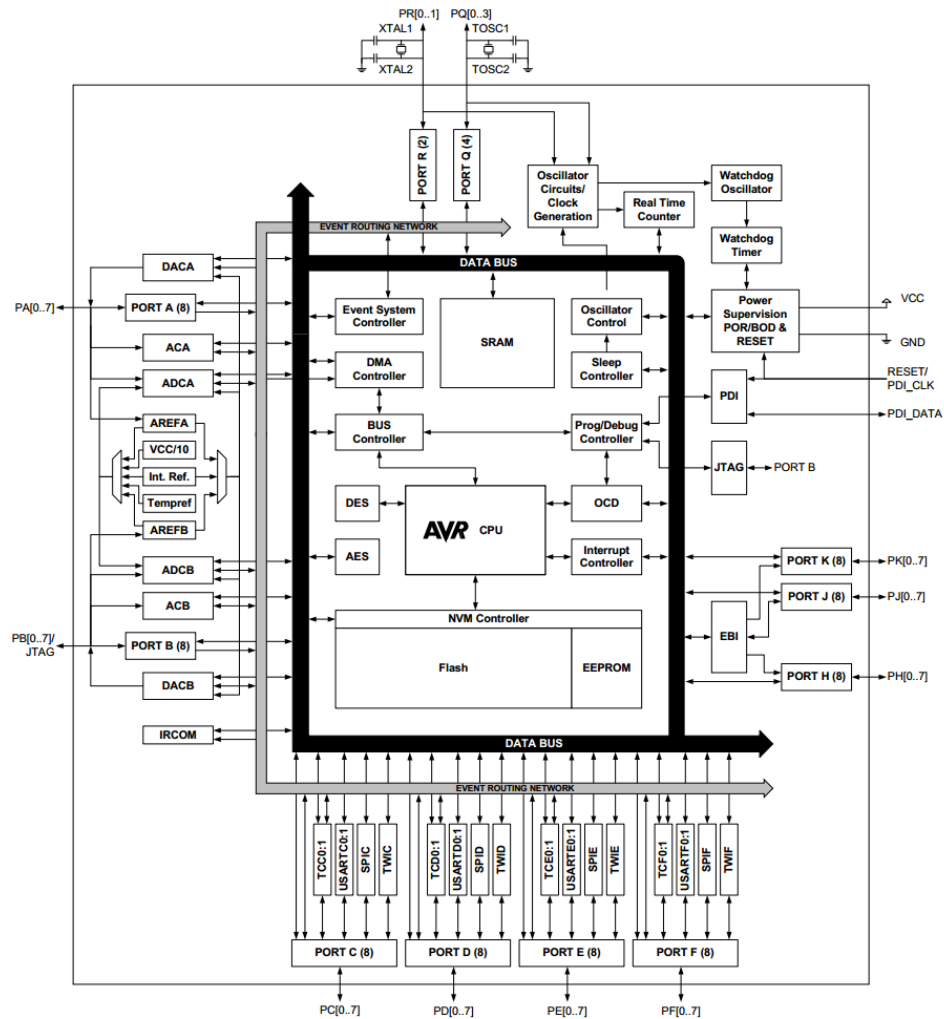 PR[0..1]
PQ[0..3]
XTAL1
TOSC1
XTAL2
TOSC2
PORT R (2)
PORT Q (4)
Oscillator
Circuits/
Clock
Generation
Watchdog
Oscillator
Real Time
Counter
EVENT ROUTING NETWORK
Watchdog
Timer
DATA BUS
DACA
PA[0..7]
PORT A (8)
Event System
Controller
SRAM
Oscillator
Control
Power
Supervision
POR/BOD &
RESET
VCC
GND
ACA
DMA
Controller
Sleep
Controller
ADCA
RESET/
PDI_CLK
PDI
PDI_DATA
AREFA
BUS
Controller
Prog/Debug
Controller
VCC/10
Int. Ref.
JTAG
PORT B
Tempref
DES
AVR
CPU
OCD
AREFB
AES
Interrupt
Controller
ADCB
PORT K (8)
PK[0..7]
ACB
PORT J (8)
PJ[0..7]
NVM Controller
PB[0..7]/
JTAG
PORT B (8)
EBI
Flash
EEPROM
DACB
PORT H (8)
PH[0..7]
IRCOM
DATA BUS
EVENT ROUTING NETWORK
TCC0:1
USARTC0:1
SPIC
TWIC
TCD0:1
USARTD0:1
SPID
TWID
TCE0:1
USARTE0:1
SPIE
TWIE
TCF0:1
USARTF0:1
SPIF
TWIF
PORT C (8)
PORT D (8)
PORT E (8)
PORT F (8)
PC[0..7]
PD[0..7]
PE[0..7]
PF[0..7]